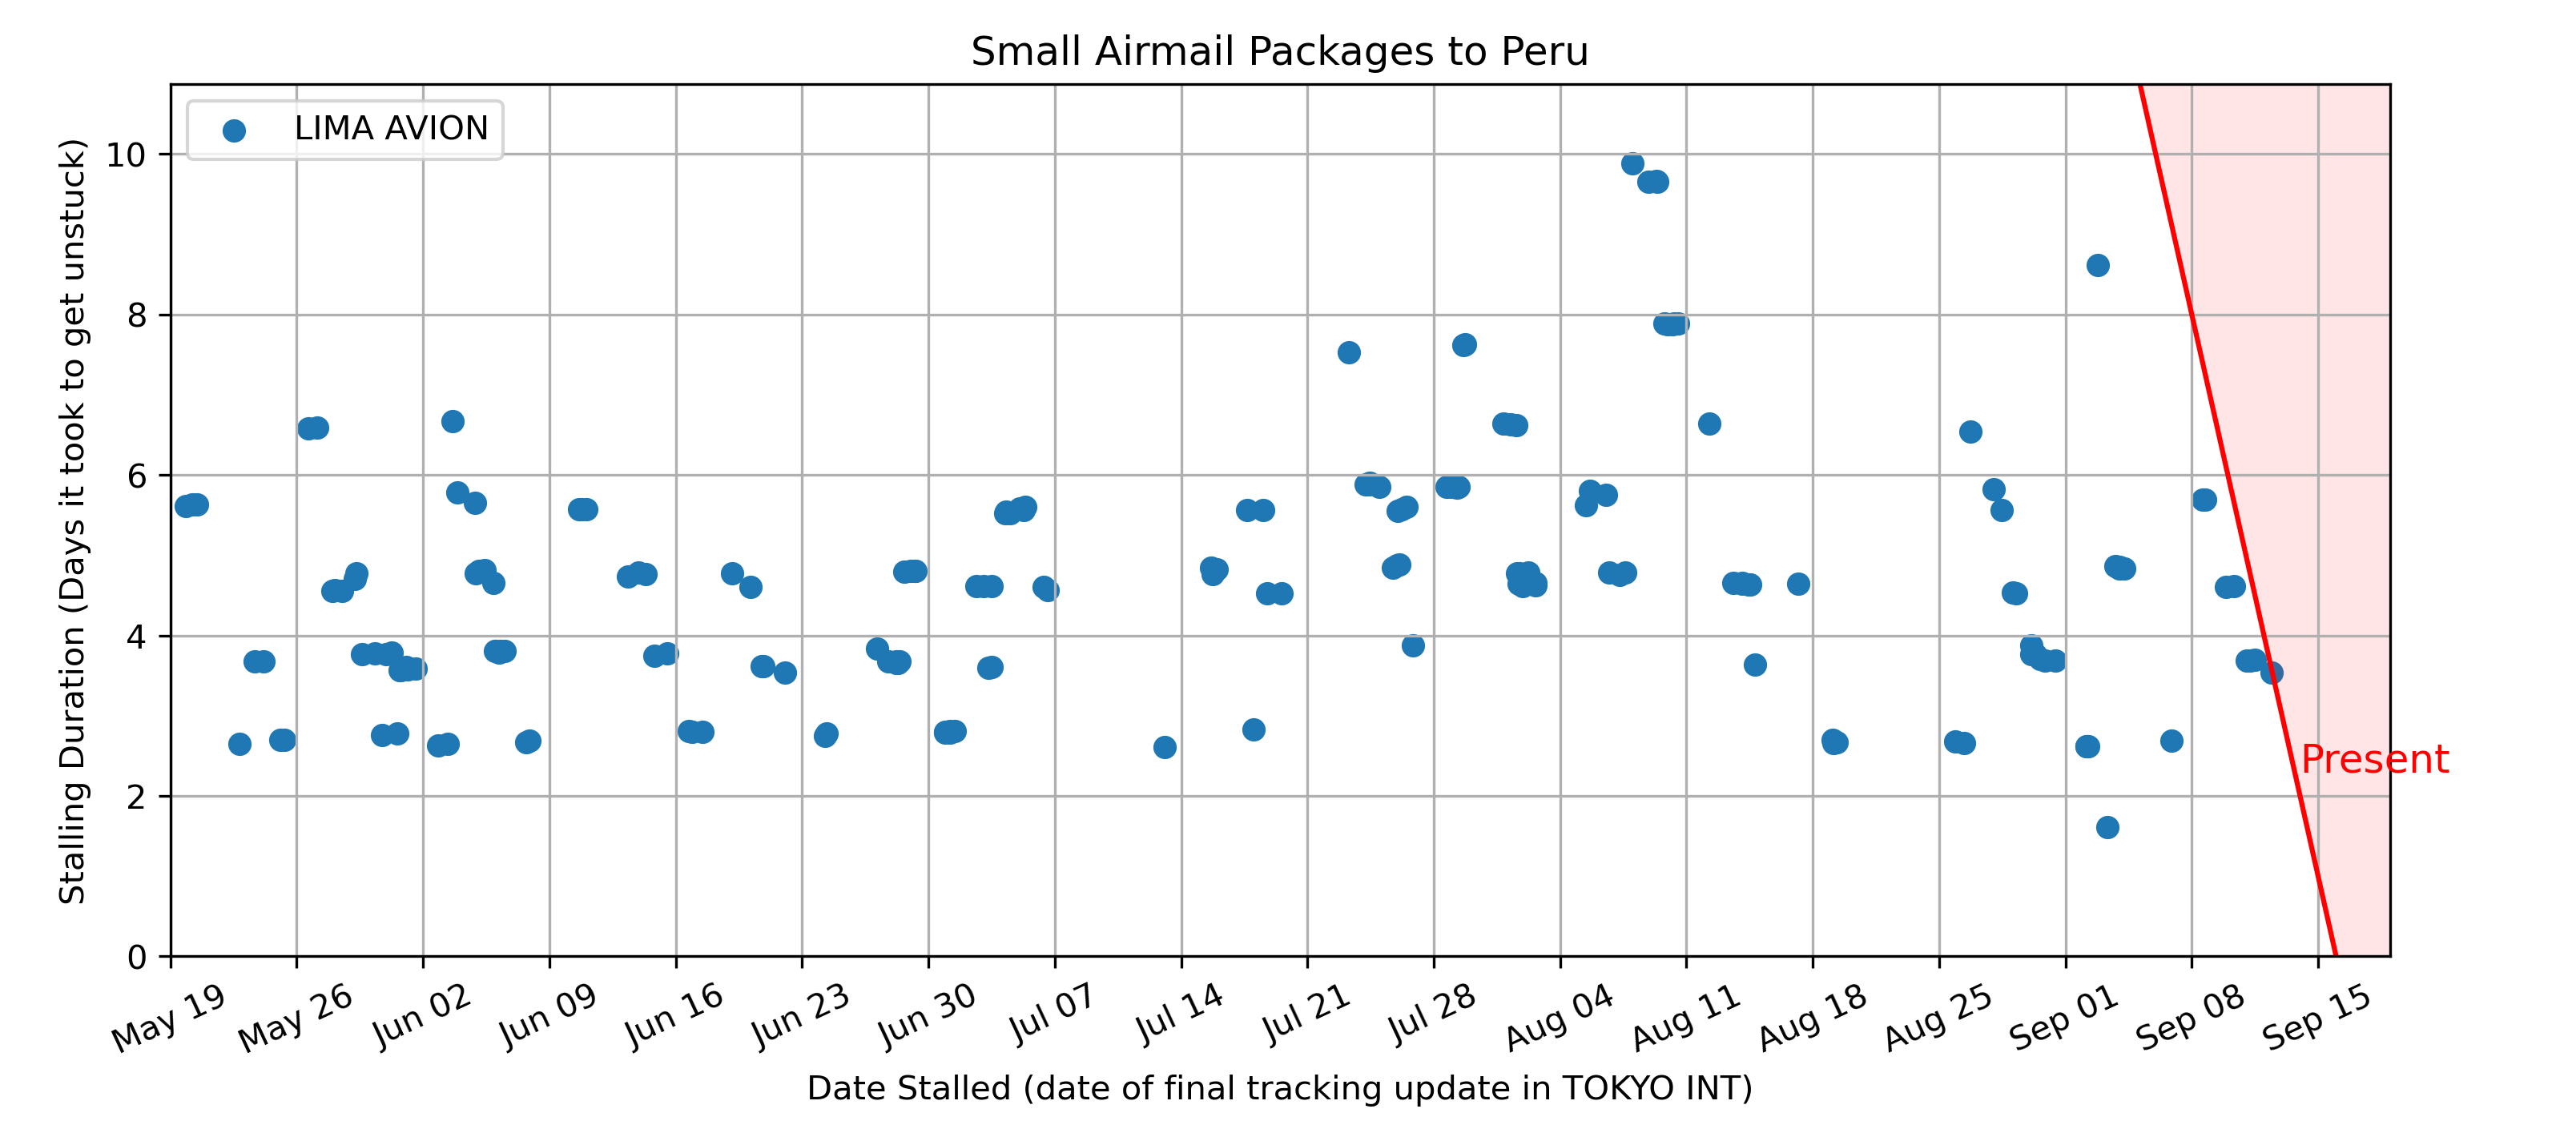 Small Airmail Packages to Peru
LIMA AVION
Stalling Duration (Days it took to get unstuck)
10
8
6
4
2
0
Present
May 19
May 26
Jun 02
Jun 09
Jun 16
Jun 23
Jun 30
Jul 07
Jul 14
Jul 21
Jul 28
Aug 04
Aug 11
Aug 18
Aug 25
Sep 01
Sep 08
Sep 15
Date Stalled (date of final tracking update in TOKYO INT)